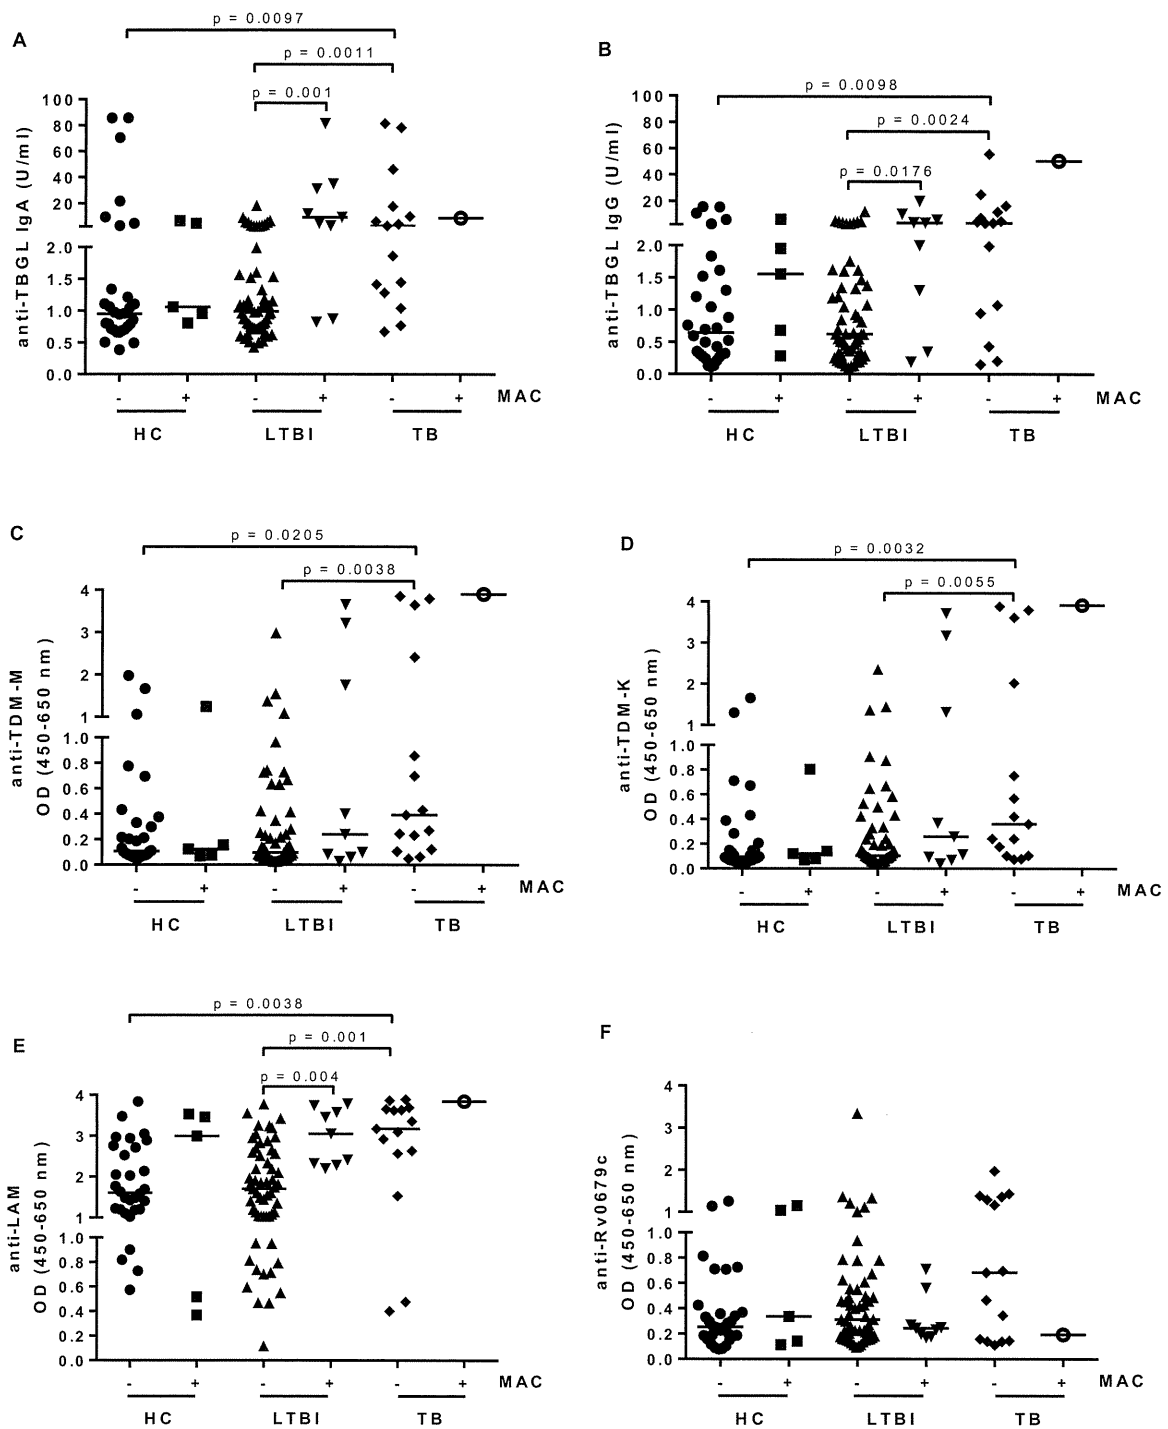 A
p = 0.0097
p = 0.0011
p = 0.001
anti-TBGL IgA (U/ml)
100
80
60
40
20
2.0
1.5
1.0
0.5
0.0
- + - + - + MAC
HC LTBI TB
B
p = 0.0098
p = 0.0024
p = 0.0176
anti-TBGL IgG (U/ml)
100
80
60
40
20
2.0
1.5
1.0
0.5
0.0
- + - + - + MAC
HC LTBI TB
C
p = 0.0205
p = 0.0038
anti-TDM-M
OD (450-650 nm)
4
3
2
1
1.0
0.8
0.6
0.4
0.2
0.0
- + - + - + MAC
HC LTBI TB
D
p = 0.0032
p = 0.0055
anti-TDM-K
OD (450-650 nm)
4
3
2
1
1.0
0.8
0.6
0.4
0.2
0.0
- + - + - + MAC
HC LTBI TB
E
p = 0.0038
p = 0.001
p = 0.004
anti-LAM
OD (450-650 nm)
4
3
2
1
1.0
0.8
0.6
0.4
0.2
0.0
- + - + - + MAC
HC LTBI TB
F
anti-Rv0679c
OD (450-650 nm)
4
3
2
1
1.0
0.8
0.6
0.4
0.2
0.0
- + - + - + MAC
HC LTBI TB